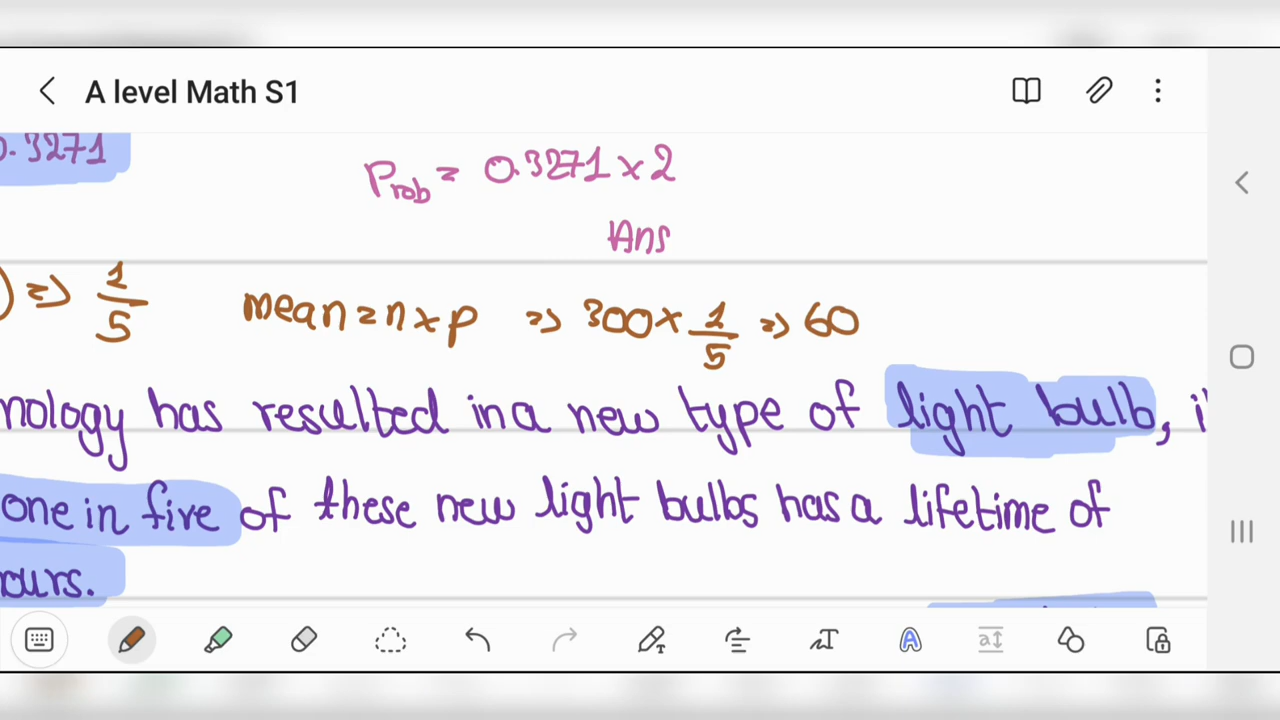 A level Math S1
0.3271
Prob = 0.3271 x 2
Ans
) => 1/5 mean = n x p => 300 x 1/5 => 60
nology has resulted in a new type of light bulb, i
one in five of these new light bulbs has a lifetime of
ours.